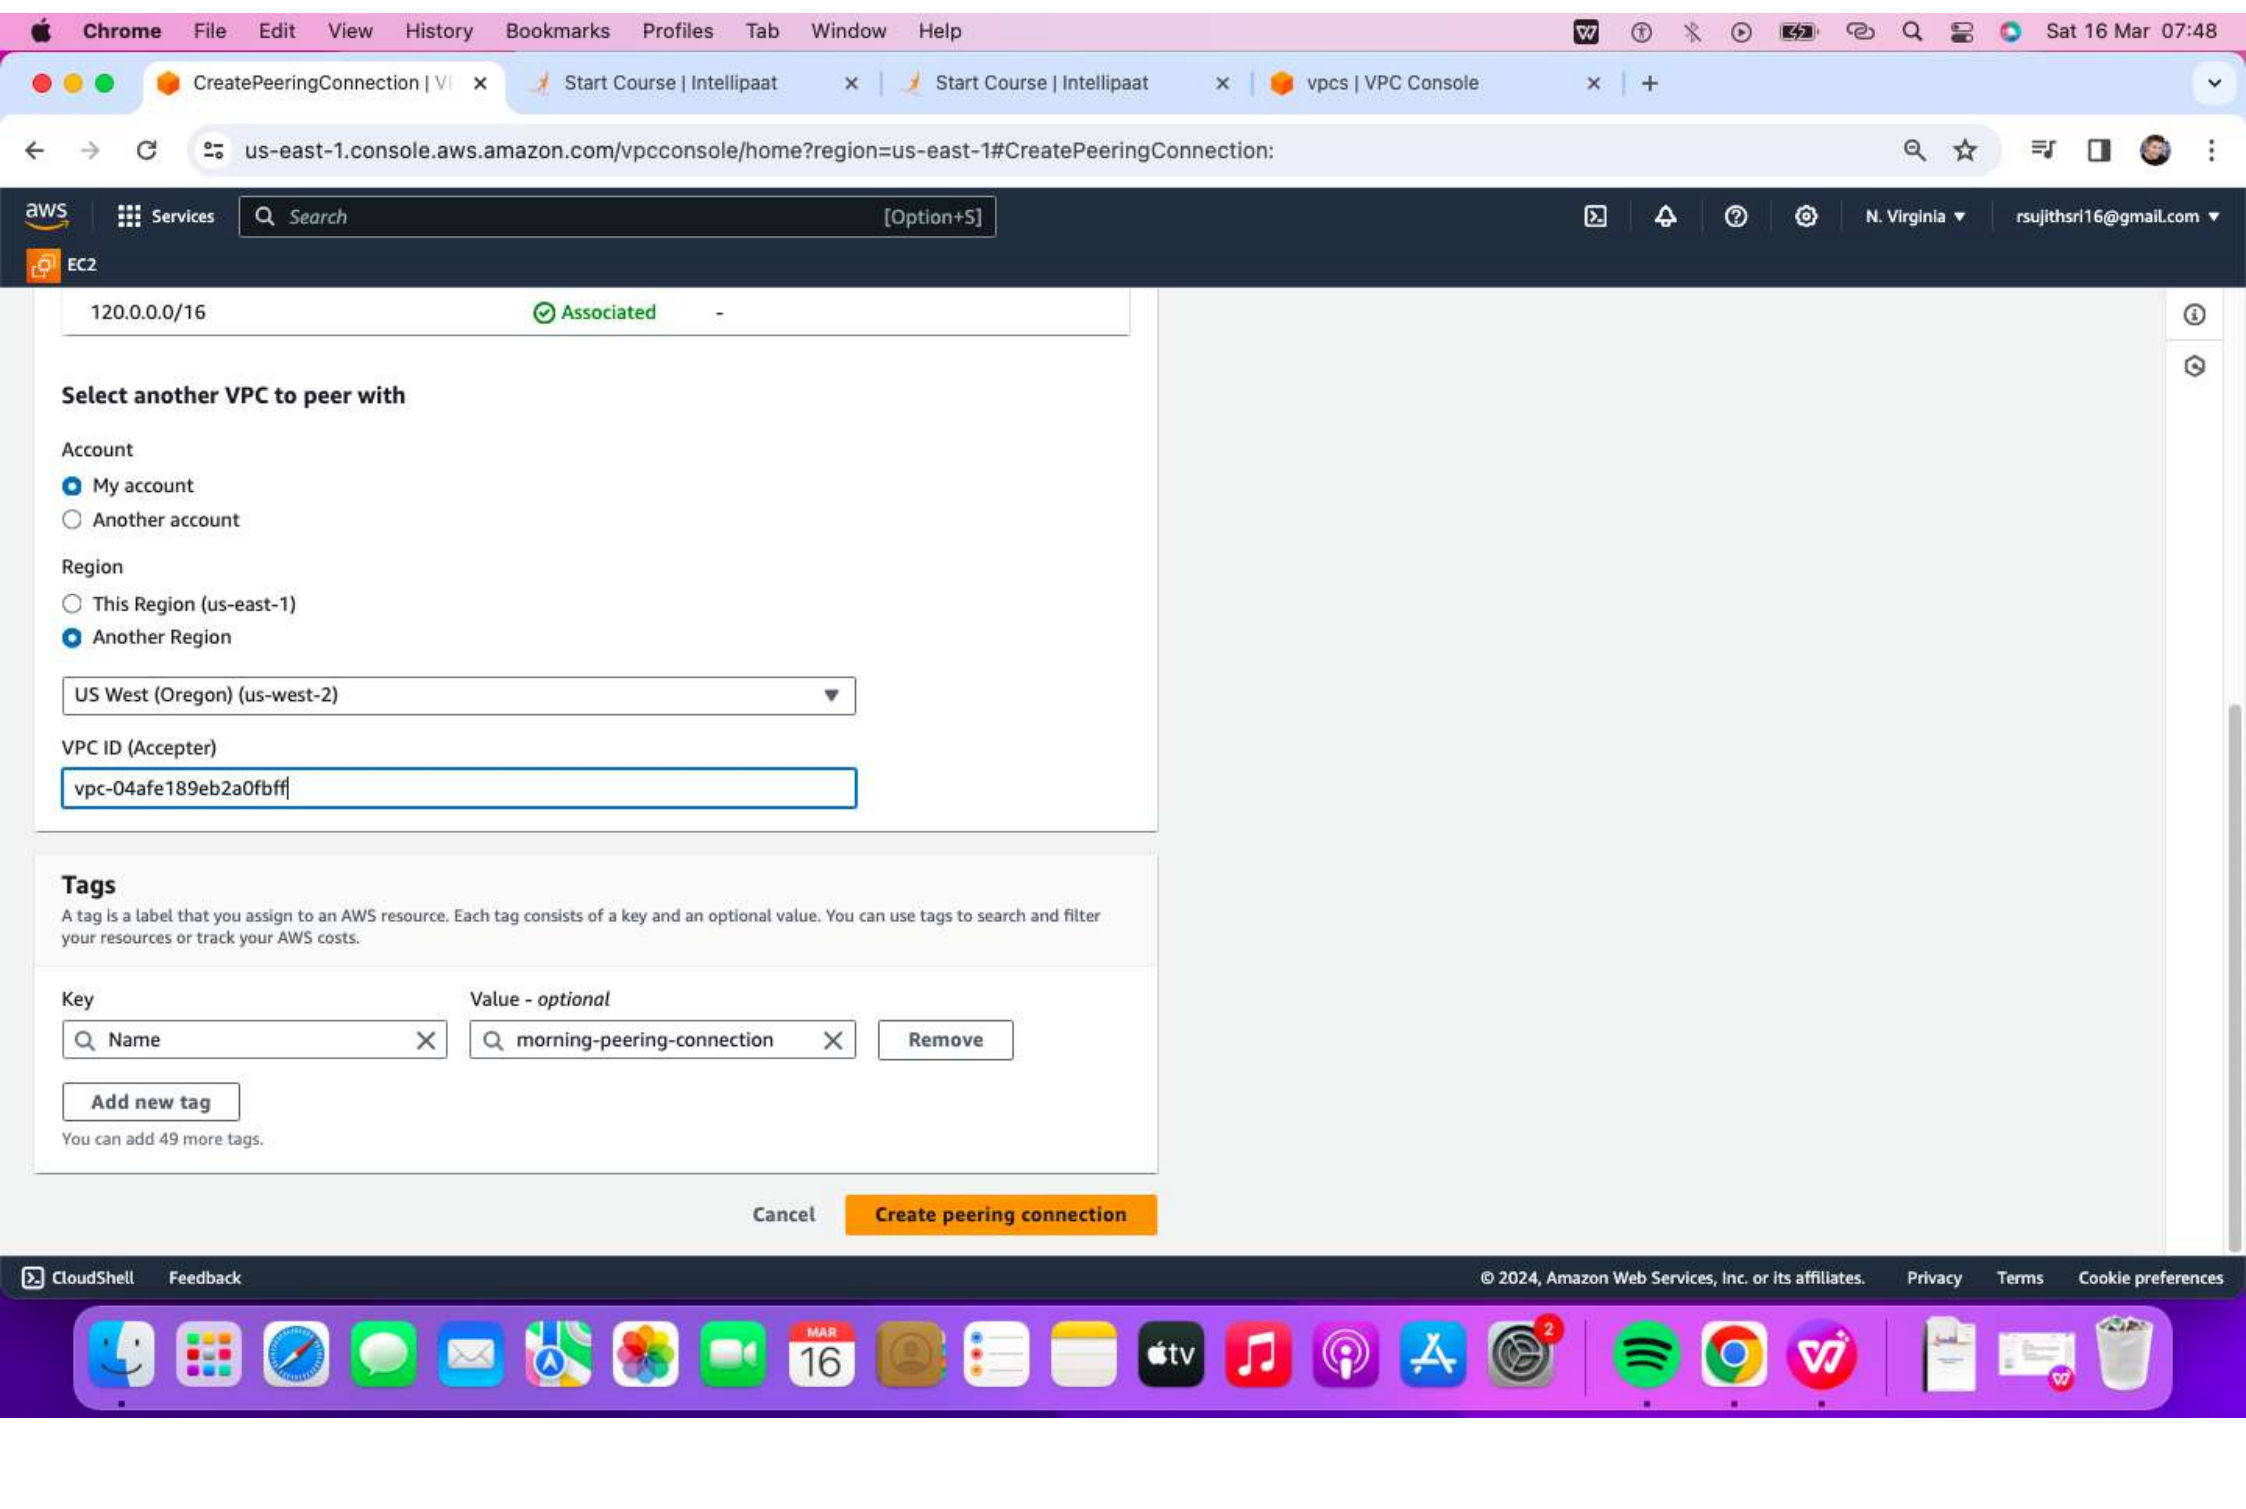 Chrome File Edit View History Bookmarks Profiles Tab Window Help Sat 16 Mar 07:48
CreatePeeringConnection | V Start Course | Intellipaat Start Course | Intellipaat vpcs | VPC Console
us-east-1.console.aws.amazon.com/vpcconsole/home?region=us-east-1#CreatePeeringConnection:
aws Services Search [Option+S] N. Virginia rsujithsri16@gmail.com
EC2
120.0.0.0/16 Associated -
Select another VPC to peer with
Account
My account
Another account
Region
This Region (us-east-1)
Another Region
US West (Oregon) (us-west-2)
VPC ID (Accepter)
vpc-04afe189eb2a0fbff
Tags
A tag is a label that you assign to an AWS resource. Each tag consists of a key and an optional value. You can use tags to search and filter
your resources or track your AWS costs.
Key Value - optional
Name morning-peering-connection Remove
Add new tag
You can add 49 more tags.
Cancel Create peering connection
CloudShell Feedback © 2024, Amazon Web Services, Inc. or its affiliates. Privacy Terms Cookie preferences
MAR
16
tv
2